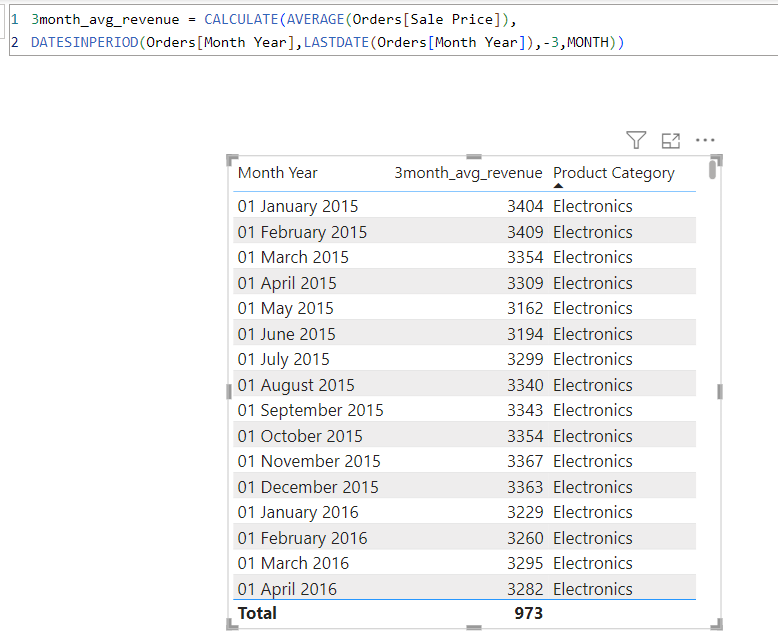 1 3month_avg_revenue = CALCULATE(AVERAGE(Orders[Sale Price]),
2 DATESINPERIOD(Orders[Month Year],LASTDATE(Orders[Month Year]),-3,MONTH))
Month Year 3month_avg_revenue Product Category
01 January 2015 3404 Electronics
01 February 2015 3409 Electronics
01 March 2015 3354 Electronics
01 April 2015 3309 Electronics
01 May 2015 3162 Electronics
01 June 2015 3194 Electronics
01 July 2015 3299 Electronics
01 August 2015 3340 Electronics
01 September 2015 3343 Electronics
01 October 2015 3354 Electronics
01 November 2015 3367 Electronics
01 December 2015 3363 Electronics
01 January 2016 3229 Electronics
01 February 2016 3260 Electronics
01 March 2016 3295 Electronics
01 April 2016 3282 Electronics
Total 973